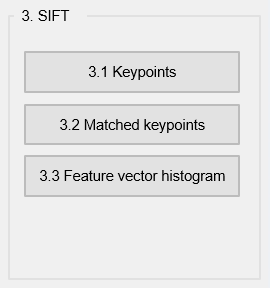 3. SIFT
3.1 Keypoints
3.2 Matched keypoints
3.3 Feature vector histogram